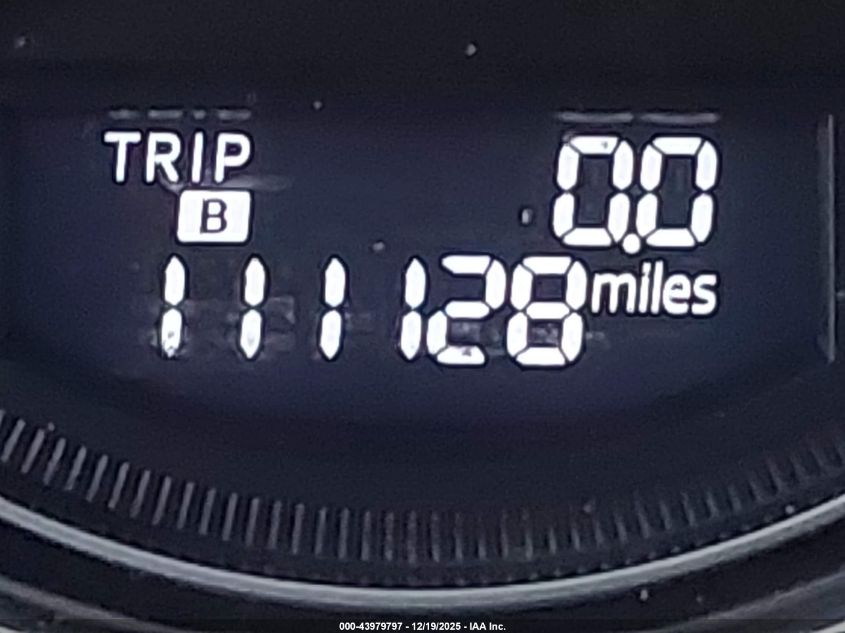 TRIP 0.0
B
111128 miles
000-43979797 - 12/19/2025 - IAA Inc.